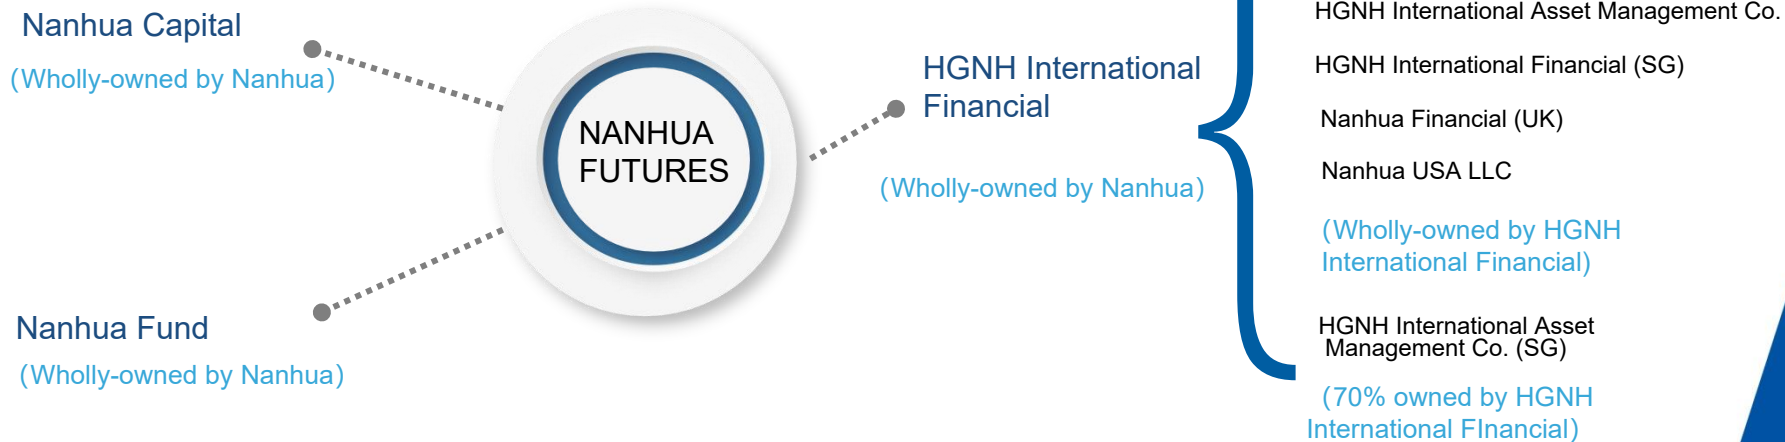 Nanhua Capital
(Wholly-owned by Nanhua)
Nanhua Fund
(Wholly-owned by Nanhua)
NANHUA
FUTURES
HGNH International
Financial
(Wholly-owned by Nanhua)
HGNH International Asset Management Co.
HGNH International Financial (SG)
Nanhua Financial (UK)
Nanhua USA LLC
(Wholly-owned by HGNH
International Financial)
HGNH International Asset
Management Co. (SG)
(70% owned by HGNH
International FInancial)